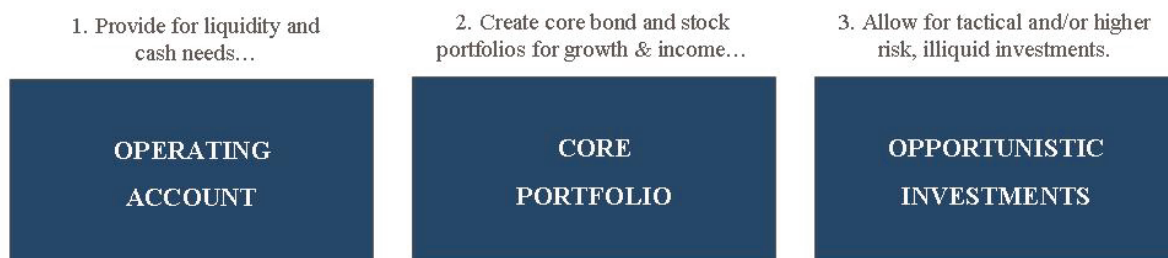 1. Provide for liquidity and
cash needs…
OPERATING
ACCOUNT
2. Create core bond and stock
portfolios for growth & income…
CORE
PORTFOLIO
3. Allow for tactical and/or higher
risk, illiquid investments.
OPPORTUNISTIC
INVESTMENTS